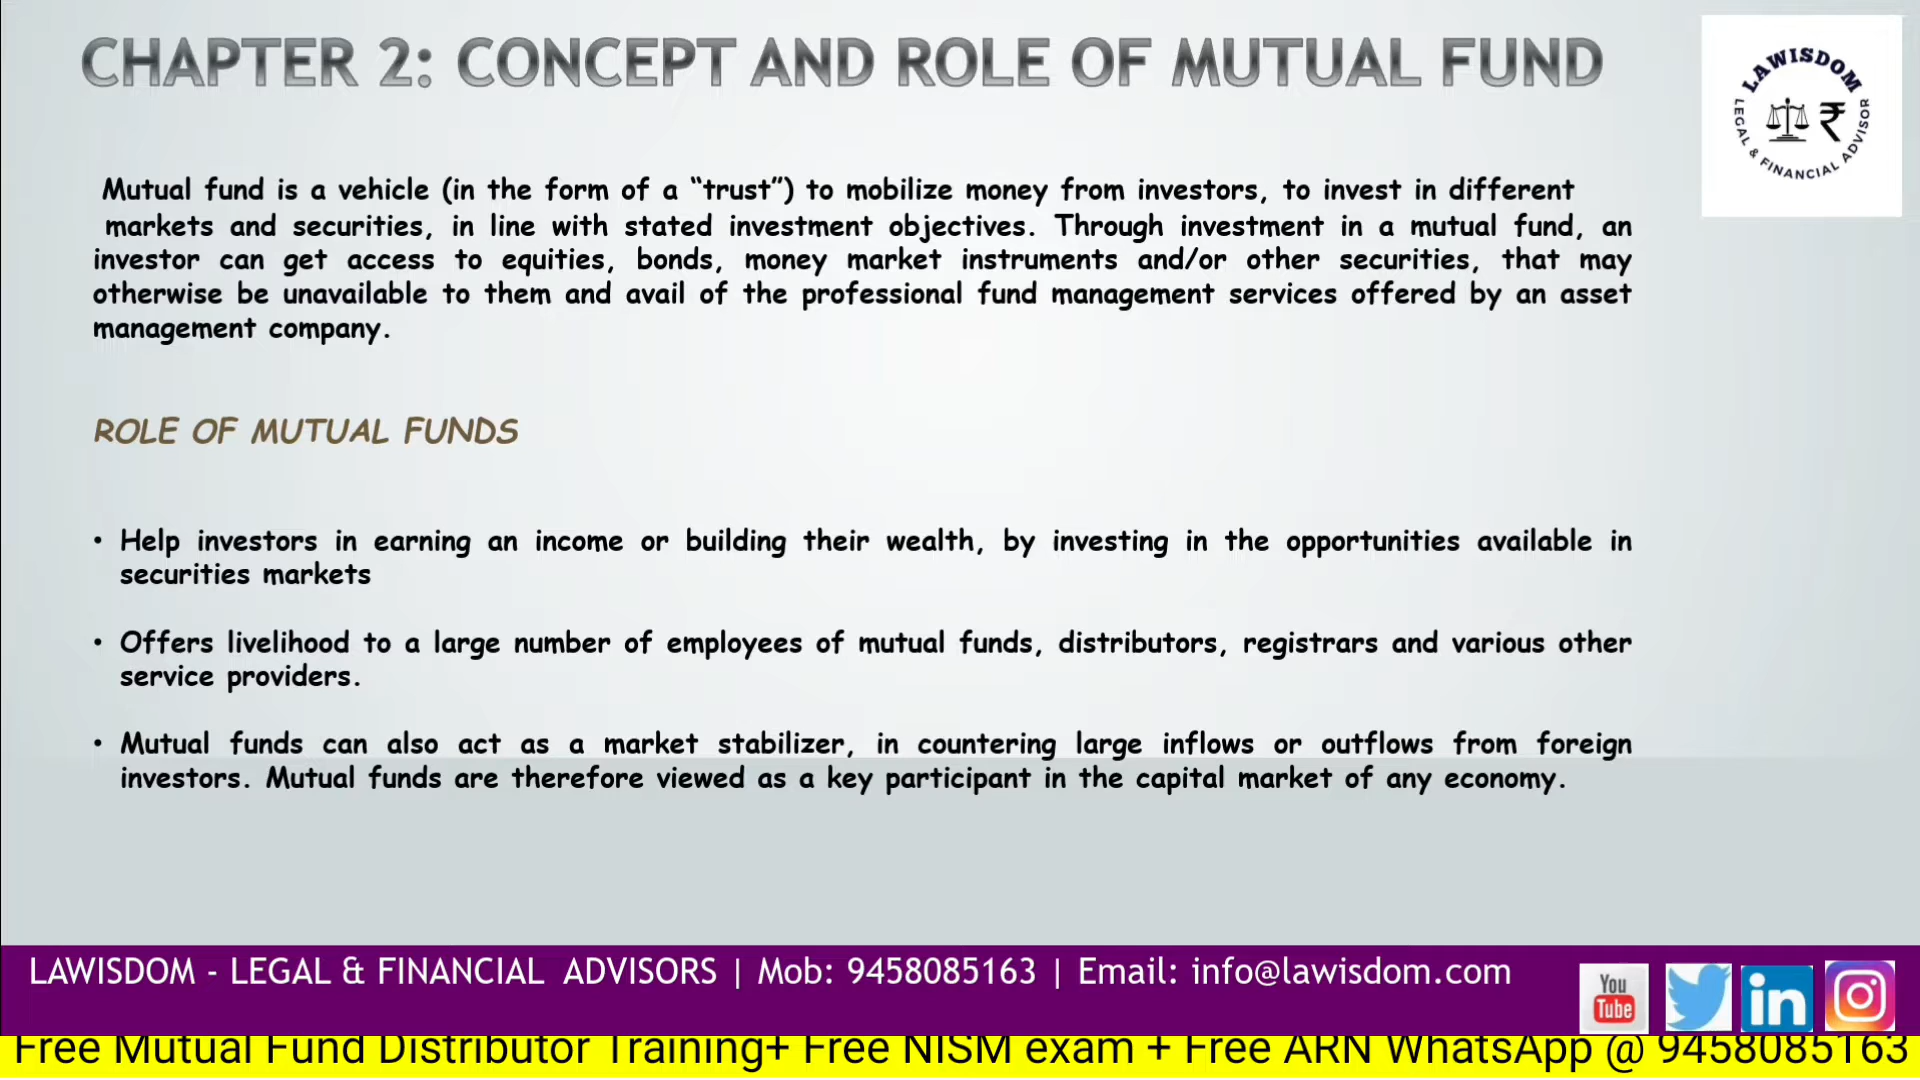 CHAPTER 2: CONCEPT AND ROLE OF MUTUAL FUND
LAWISDOM
LEGAL & FINANCIAL ADVISOR
Mutual fund is a vehicle (in the form of a “trust”) to mobilize money from investors, to invest in different
markets and securities, in line with stated investment objectives. Through investment in a mutual fund, an
investor can get access to equities, bonds, money market instruments and/or other securities, that may
otherwise be unavailable to them and avail of the professional fund management services offered by an asset
management company.
ROLE OF MUTUAL FUNDS
• Help investors in earning an income or building their wealth, by investing in the opportunities available in
securities markets
• Offers livelihood to a large number of employees of mutual funds, distributors, registrars and various other
service providers.
• Mutual funds can also act as a market stabilizer, in countering large inflows or outflows from foreign
investors. Mutual funds are therefore viewed as a key participant in the capital market of any economy.
LAWISDOM - LEGAL & FINANCIAL ADVISORS | Mob: 9458085163 | Email: info@lawisdom.com
You
Tube
in
Free Mutual Fund Distributor Training+ Free NISM exam + Free ARN WhatsApp @ 9458085163